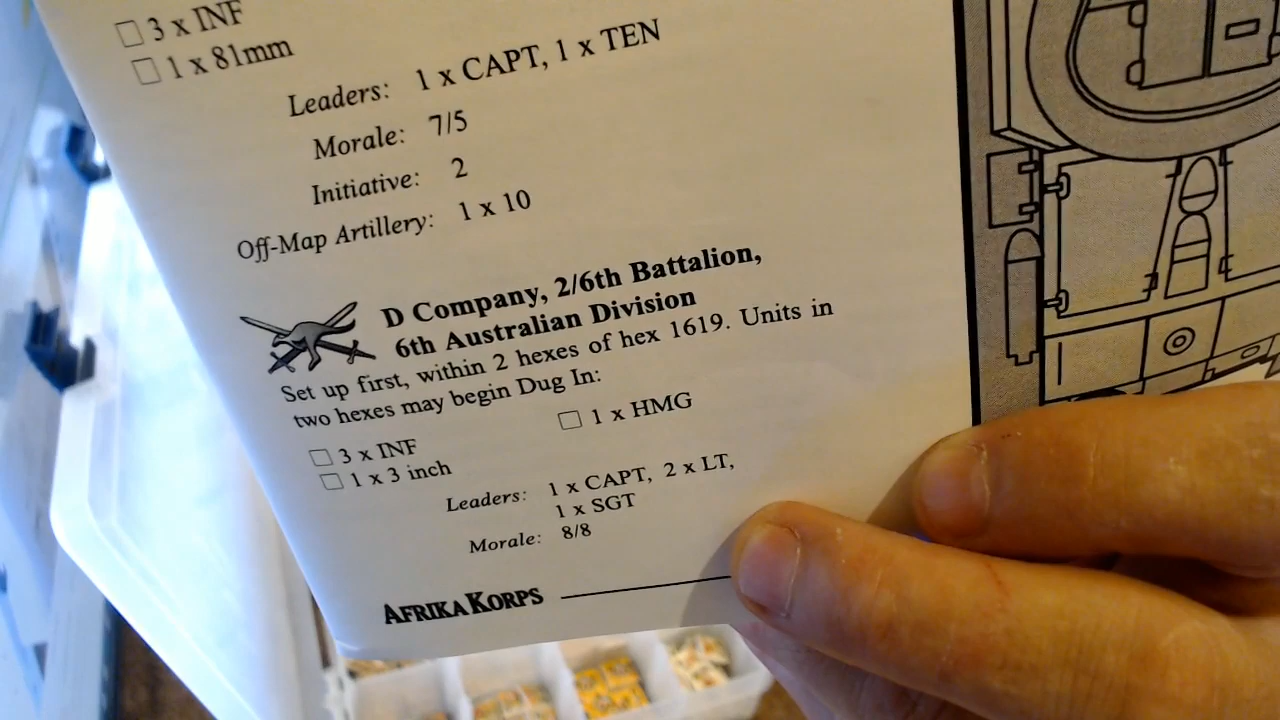 3 x INF
1 x 81mm
Leaders: 1 x CAPT, 1 x TEN
Morale: 7/5
Initiative: 2
Off-Map Artillery: 1 x 10
D Company, 2/6th Battalion,
6th Australian Division
Set up first, within 2 hexes of hex 1619. Units in
two hexes may begin Dug In:
3 x INF 1 x HMG
1 x 3 inch
Leaders: 1 x CAPT, 2 x LT,
1 x SGT
Morale: 8/8
AFRIKA KORPS